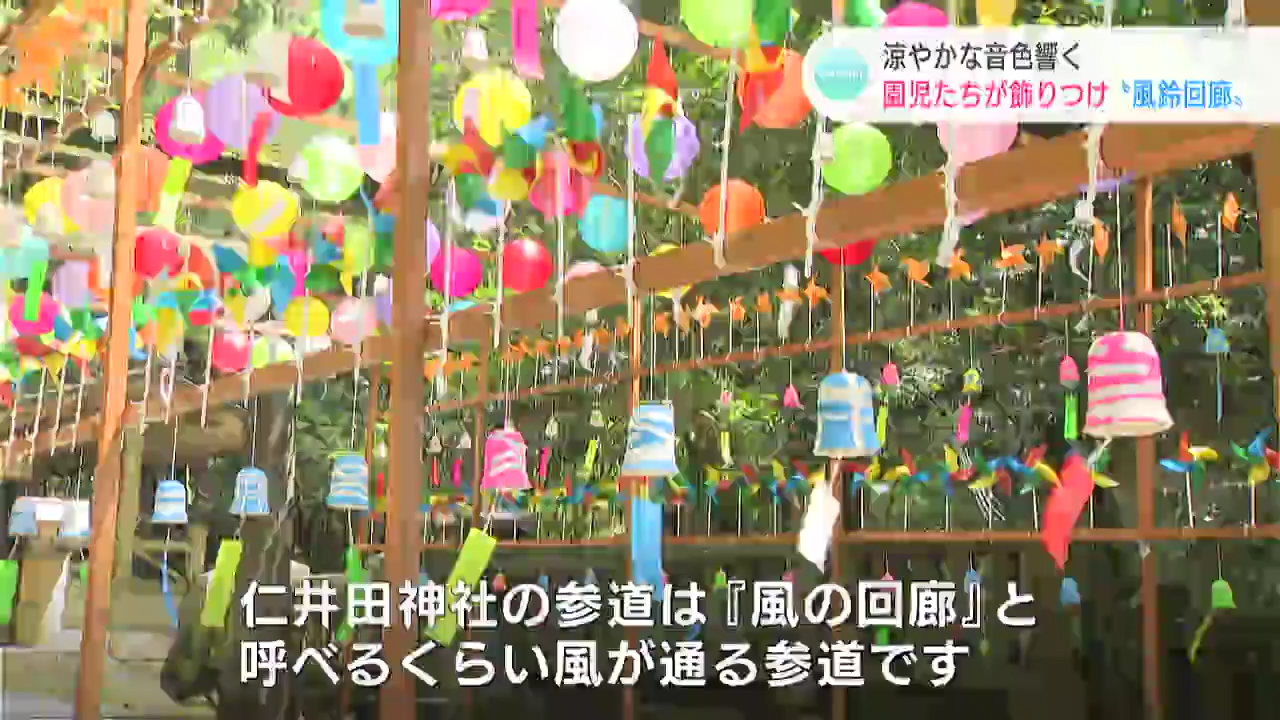 涼やかな音色響く
園児たちが飾りつけ〝風鈴回廊〟
仁井田神社の参道は『風の回廊』と
呼べるくらい風が通る参道です